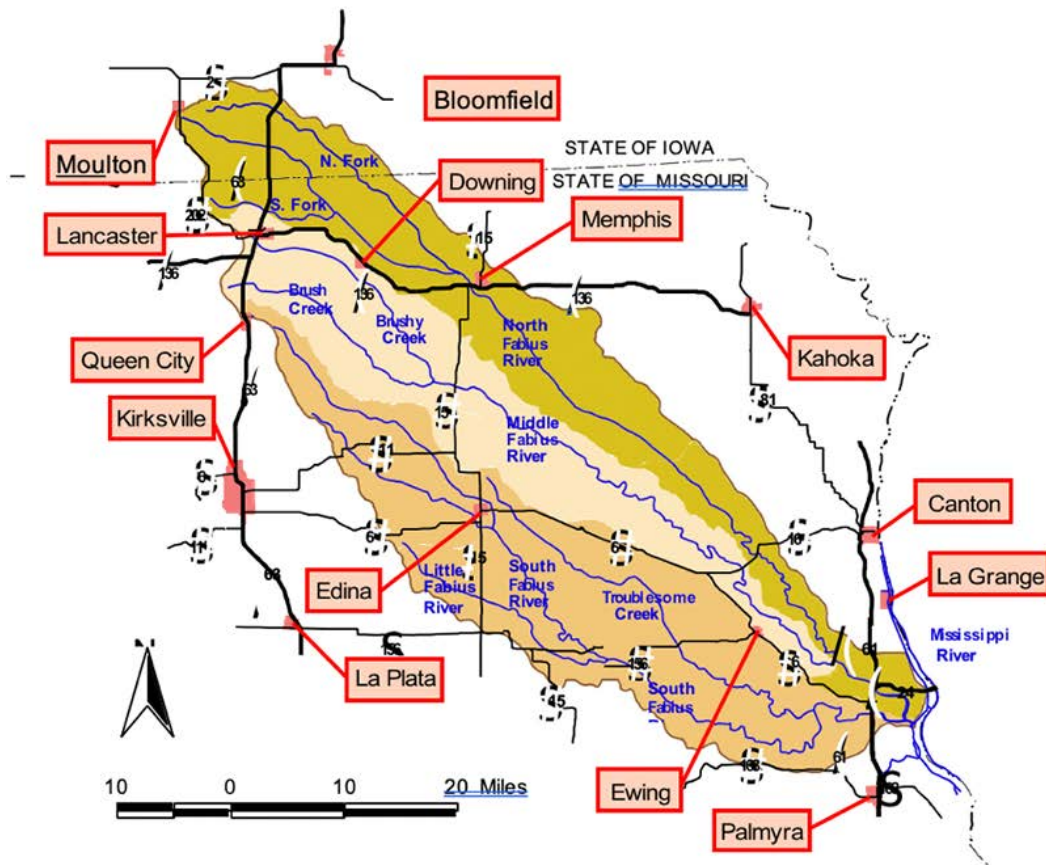 Bloomfield
Moulton
STATE OF IOWA
STATE OF MISSOURI
N. Fork
Downing
63
S. Fork
Memphis
Lancaster
136
136
136
Brush
Creek
Brushy
Creek
North
Fabius
River
Queen City
Kahoka
63
15
81
Kirksville
Middle
Fabius
River
11
6
6
Canton
15
Edina
Little
Fabius
River
South
Fabius
River
Troublesome
Creek
La Grange
63
Mississippi
River
61
N
La Plata
156
156
6
South
Fabius
24
15
61
Ewing
Palmyra
10 0 10 20 Miles